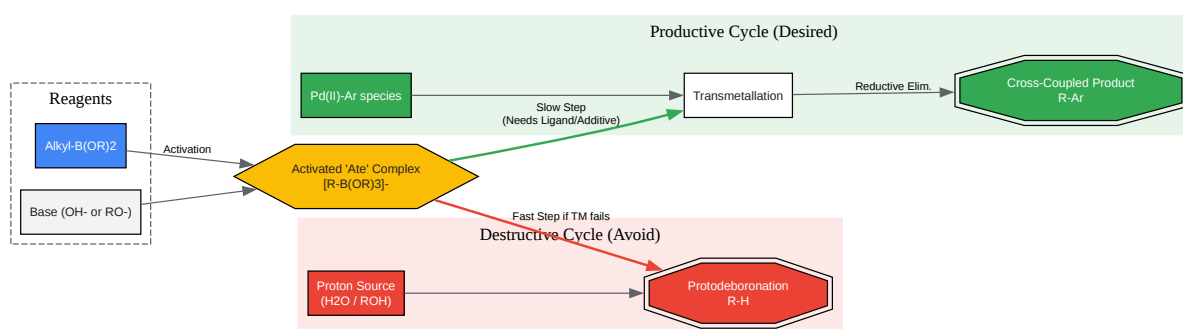 Productive Cycle (Desired)
Reagents
Pd(II)-Ar species
Transmetallation
Reductive Elim.
Cross-Coupled Product
R-Ar
Slow Step
(Needs Ligand/Additive)
Alkyl-B(OR)2
Activation
Activated 'Ate' Complex
[R-B(OR)3]-
Base (OH- or RO-)
Fast Step if TM fails
Destructive Cycle (Avoid)
Proton Source
(H2O / ROH)
Protodeboronation
R-H